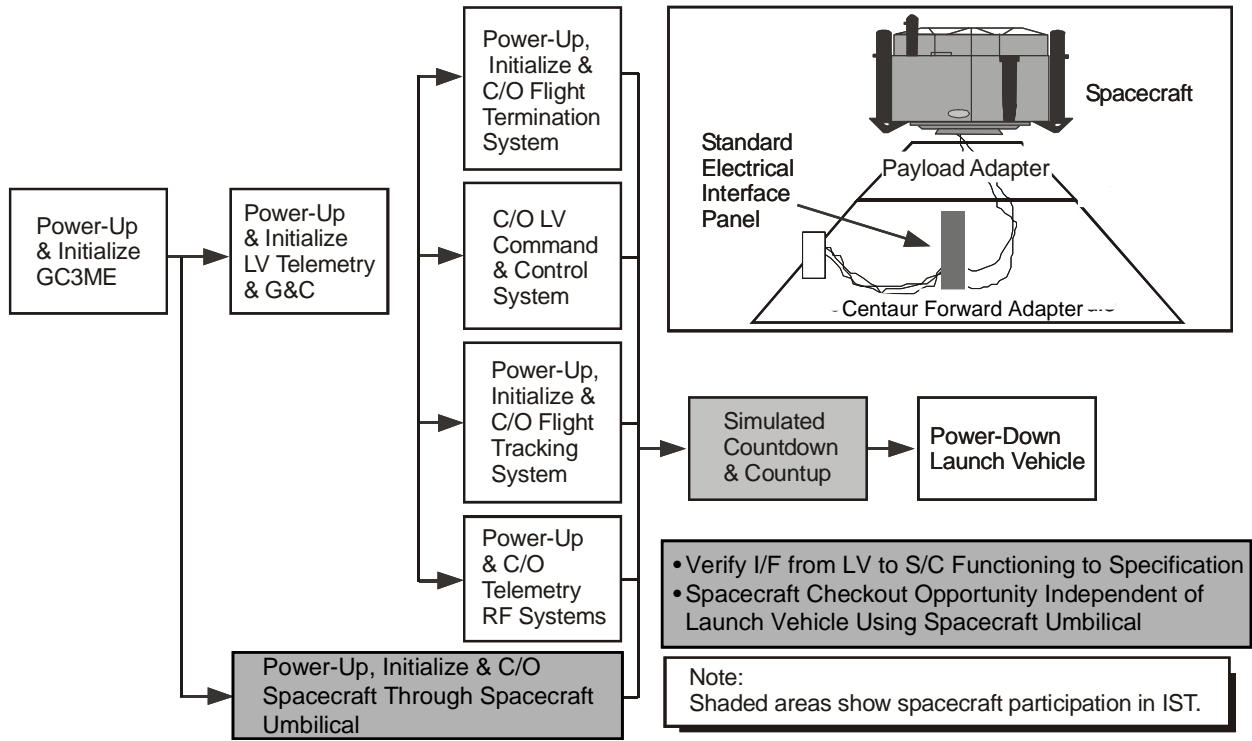 Power-Up
& Initialize
GC3ME
Power-Up
& Initialize
LV Telemetry
& G&C
Power-Up,
Initialize &
C/O Flight
Termination
System
C/O LV
Command
& Control
System
Power-Up,
Initialize &
C/O Flight
Tracking
System
Power-Up
& C/O
Telemetry
RF Systems
Power-Up, Initialize & C/O
Spacecraft Through Spacecraft
Umbilical
Simulated
Countdown
& Countup
Power-Down
Launch Vehicle
Spacecraft
Standard
Electrical
Interface
Panel
Payload Adapter
Centaur Forward Adapter
•Verify I/F from LV to S/C Functioning to Specification
•Spacecraft Checkout Opportunity Independent of
Launch Vehicle Using Spacecraft Umbilical
Note:
Shaded areas show spacecraft participation in IST.